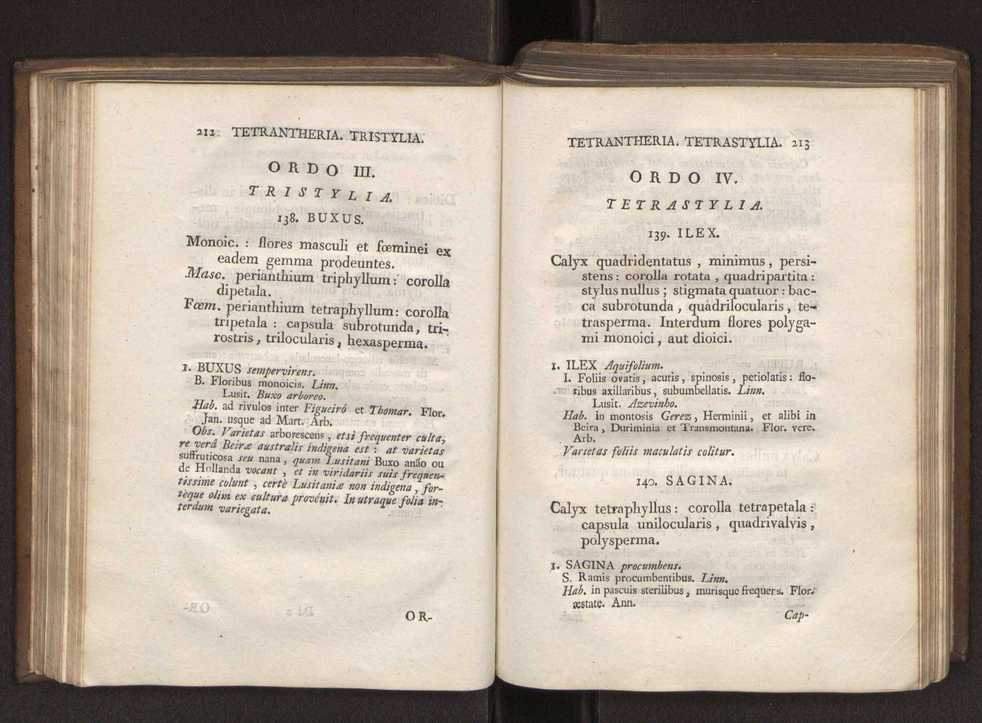 212 TETRANTHERIA. TRISTYLIA.
ORDO III.
TRISTYLIA.
138. BUXUS.
Monoic. : flores masculi et fœminei ex
eadem gemma prodeuntes.
Masc. perianthium triphyllum: corolla
dipetala.
Fœm. perianthium tetraphyllum: corolla
tripetala : capsula subrotunda, tri-
rostris, trilocularis, hexasperma.
1. BUXUS sempervirens.
B. Floribus monoicis. Linn.
Lusit. Buxo arboreo.
Hab. ad rivulos inter Figueiró et Thomar. Flor.
Jan. usque ad Mart. Arb.
Obs. Varietas arborescens, etsi frequenter culta,
re verâ Beiræ australis indigena est : at varietas
suffruticosa seu nana, quam Lusitani Buxo anão ou
de Hollanda vocant, et in viridariis suis frequen-
tissime colunt, certè Lusitaniæ non indigena, for-
tèque olim ex cultura provénit. In utraque folia in-
terdum variegata.
OR-
TETRANTHERIA. TETRASTYLIA. 213
ORDO IV.
TETRASTYLIA.
139. ILEX.
Calyx quadridentatus, minimus, persi-
stens: corolla rotata, quadripartita:
stylus nullus; stigmata quatuor: bac-
ca subrotunda, quadrilocularis, te-
trasperma. Interdum flores polyga-
mi monoici, aut dioici.
1. ILEX Aquifolium.
I. Foliis ovatis, acutis, spinosis, petiolatis: flo-
ribus axillaribus, subumbellatis. Linn.
Lusit. Azevinho.
Hab. in montosis Gerez, Herminii, et alibi in
Beira, Duriminia et Transmontana. Flor. vere.
Arb.
Varietas foliis maculatis colitur.
140. SAGINA.
Calyx tetraphyllus: corolla tetrapetala:
capsula unilocularis, quadrivalvis,
polysperma.
1. SAGINA procumbens.
S. Ramis procumbentibus. Linn.
Hab. in pascuis sterilibus, murisque frequens. Flor.
æstate. Ann.
Cap-